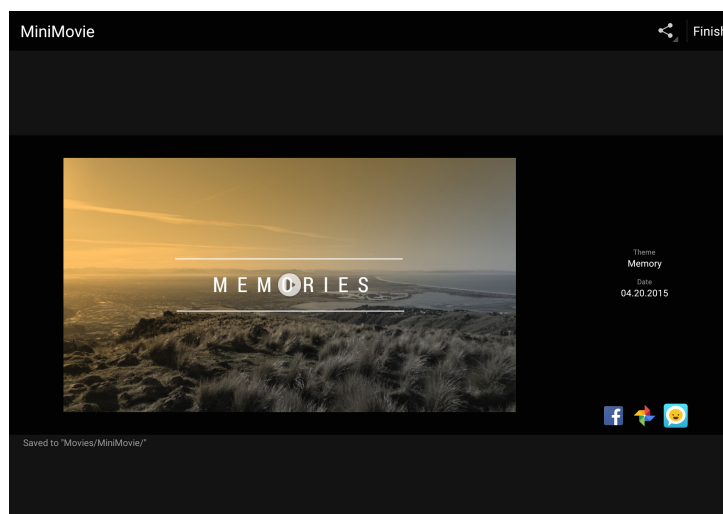 MiniMovie
Finish
MEMORIES
Theme
Memory
Date
04.20.2015
Saved to "Movies/MiniMovie/"